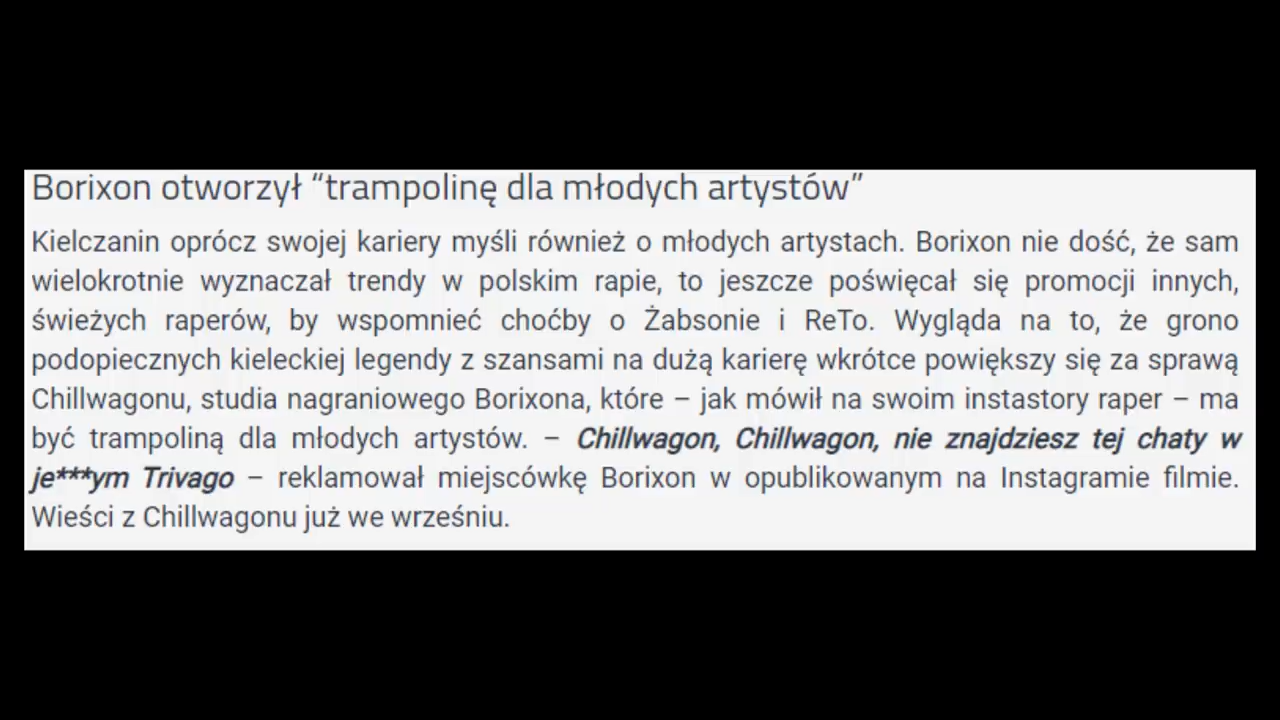 Borixon otworzył “trampolinę dla młodych artystów”
Kielczanin oprócz swojej kariery myśli również o młodych artystach. Borixon nie dość, że sam
wielokrotnie wyznaczał trendy w polskim rapie, to jeszcze poświęcał się promocji innych,
świeżych raperów, by wspomnieć choćby o Żabsonie i ReTo. Wygląda na to, że grono
podopiecznych kieleckiej legendy z szansami na dużą karierę wkrótce powiększy się za sprawą
Chillwagonu, studia nagraniowego Borixona, które – jak mówił na swoim instastory raper – ma
być trampoliną dla młodych artystów. – Chillwagon, Chillwagon, nie znajdziesz tej chaty w
je***ym Trivago – reklamował miejscówkę Borixon w opublikowanym na Instagramie filmie.
Wieści z Chillwagonu już we wrześniu.